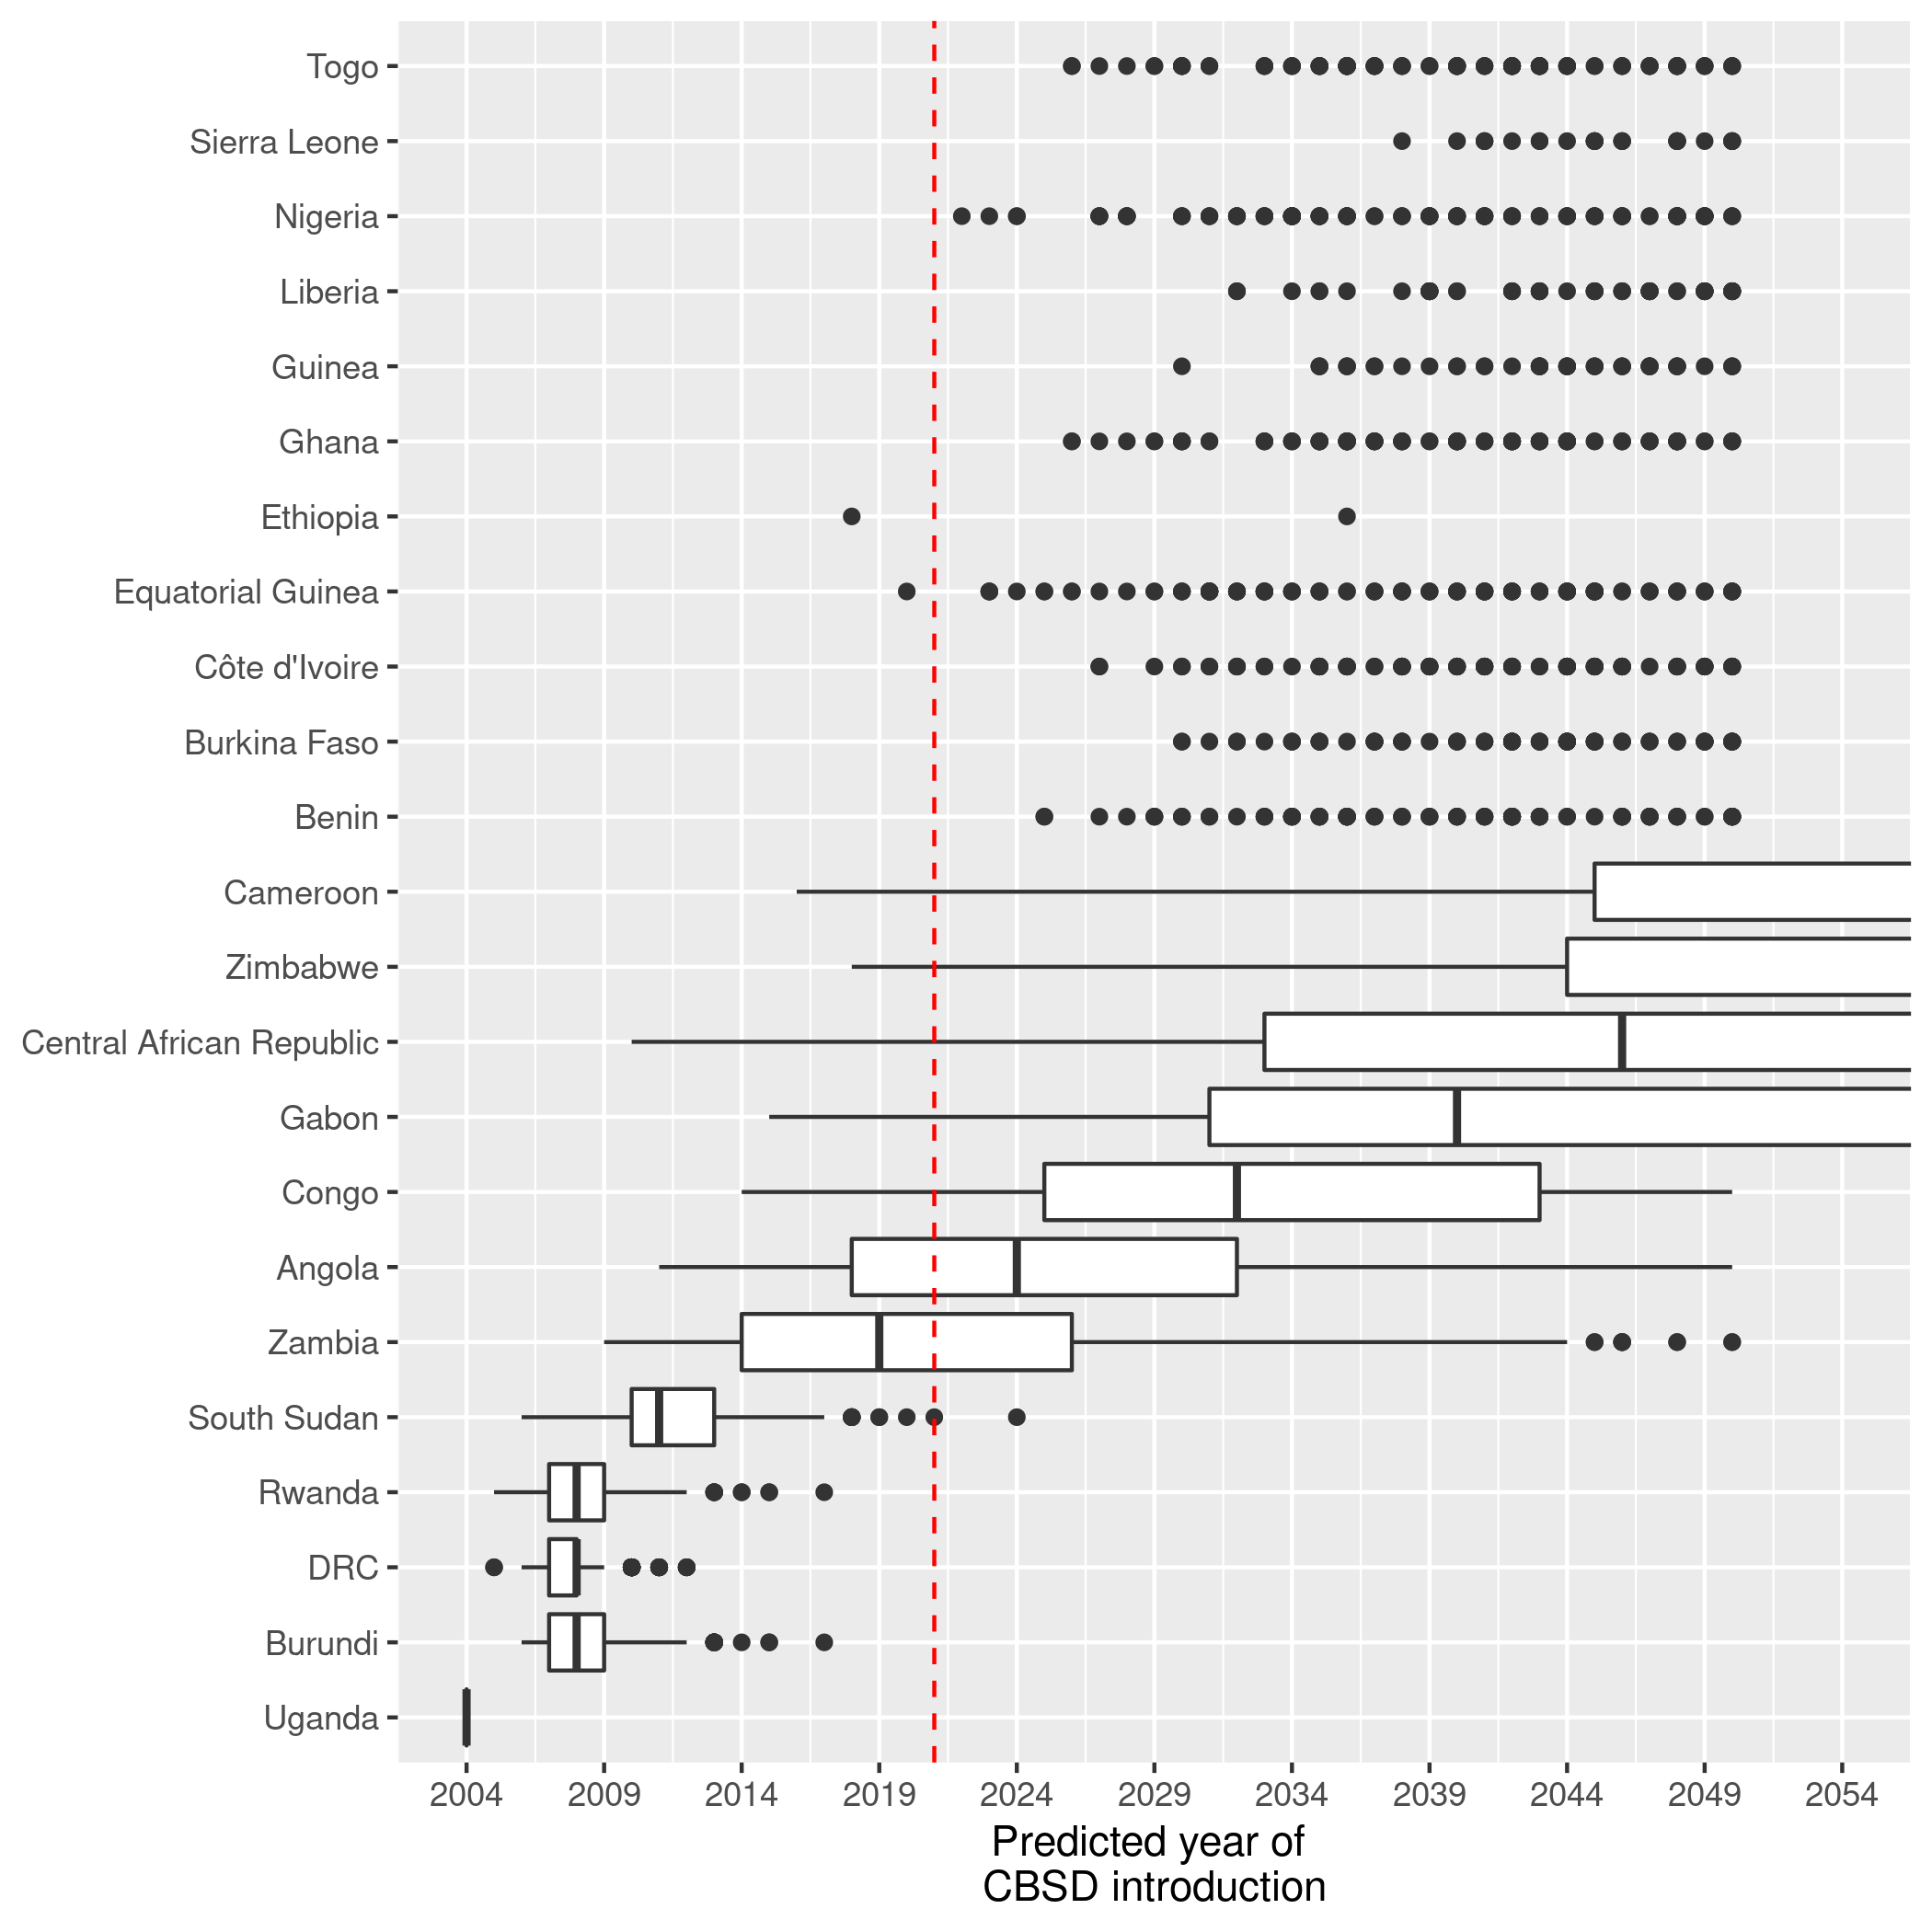 Togo
Sierra Leone
Nigeria
Liberia
Guinea
Ghana
Ethiopia
Equatorial Guinea
Côte d'Ivoire
Burkina Faso
Benin
Cameroon
Zimbabwe
Central African Republic
Gabon
Congo
Angola
Zambia
South Sudan
Rwanda
DRC
Burundi
Uganda
2004 2009 2014 2019 2024 2029 2034 2039 2044 2049 2054
Predicted year of
CBSD introduction